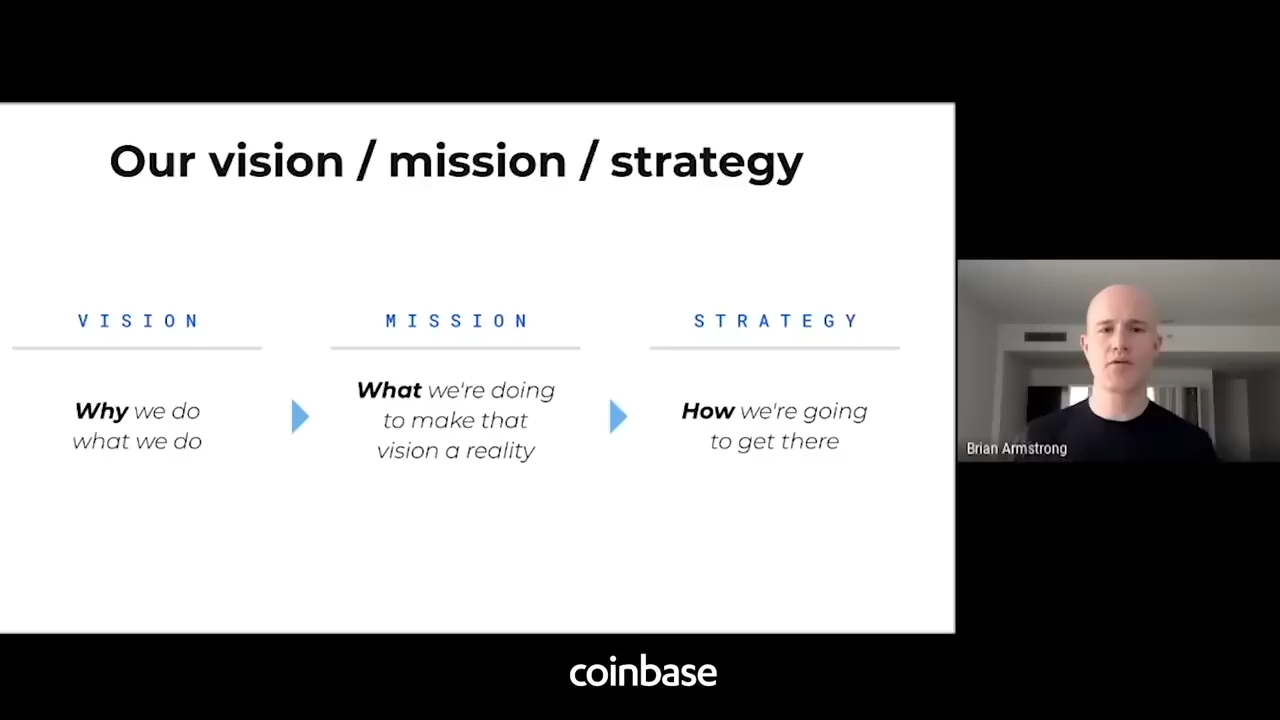 Our vision / mission / strategy
VISION
Why we do
what we do
MISSION
What we're doing
to make that
vision a reality
STRATEGY
How we're going
to get there
Brian Armstrong
coinbase